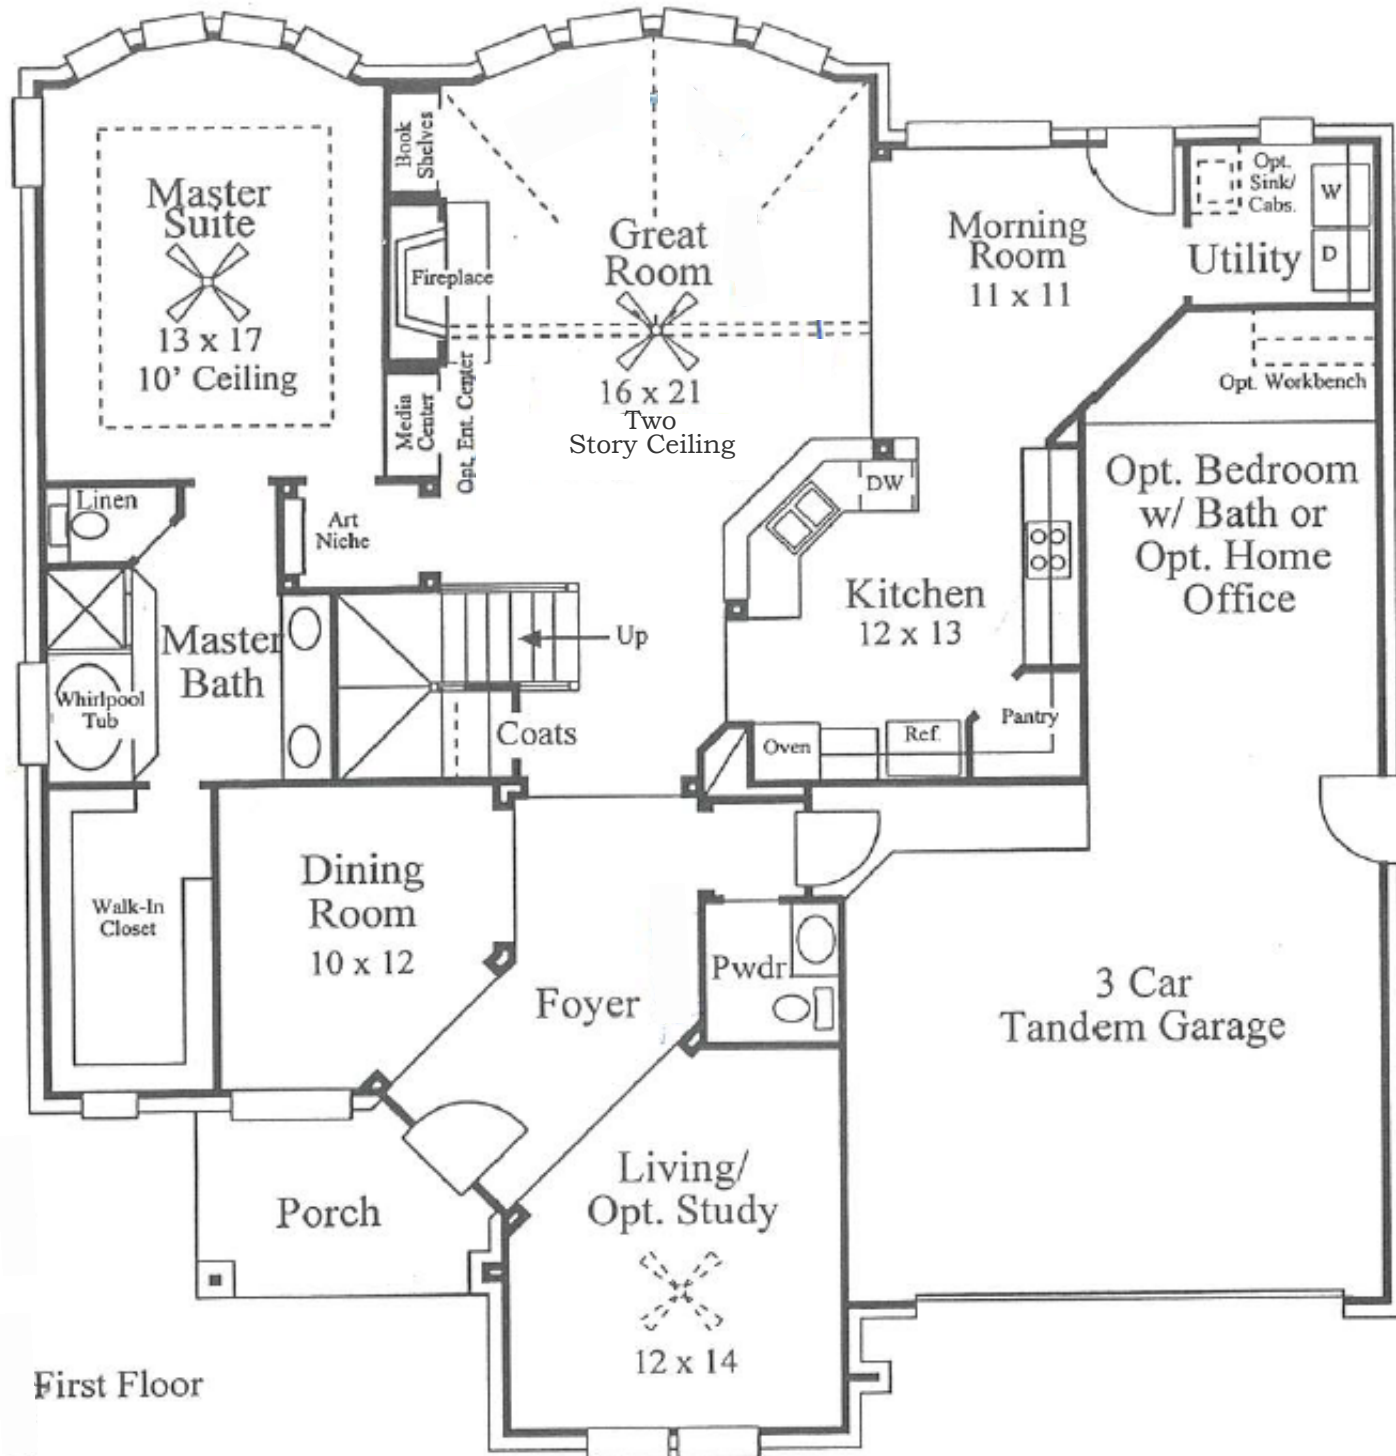 Master
Suite
13 x 17
10' Ceiling
Book
Shelves
Fireplace
Media
Center
Opt. Ent. Center
Great
Room
16 x 21
Two
Story Ceiling
Morning
Room
11 x 11
Opt.
Sink/
Cabs.
W
D
Utility
Opt. Workbench
Opt. Bedroom
w/ Bath or
Opt. Home
Office
Linen
Art
Niche
DW
Kitchen
12 x 13
Up
Master
Bath
Whirlpool
Tub
Coats
Oven
Ref.
Pantry
Walk-In
Closet
Dining
Room
10 x 12
Foyer
Pwdr
3 Car
Tandem Garage
Porch
Living/
Opt. Study
12 x 14
First Floor